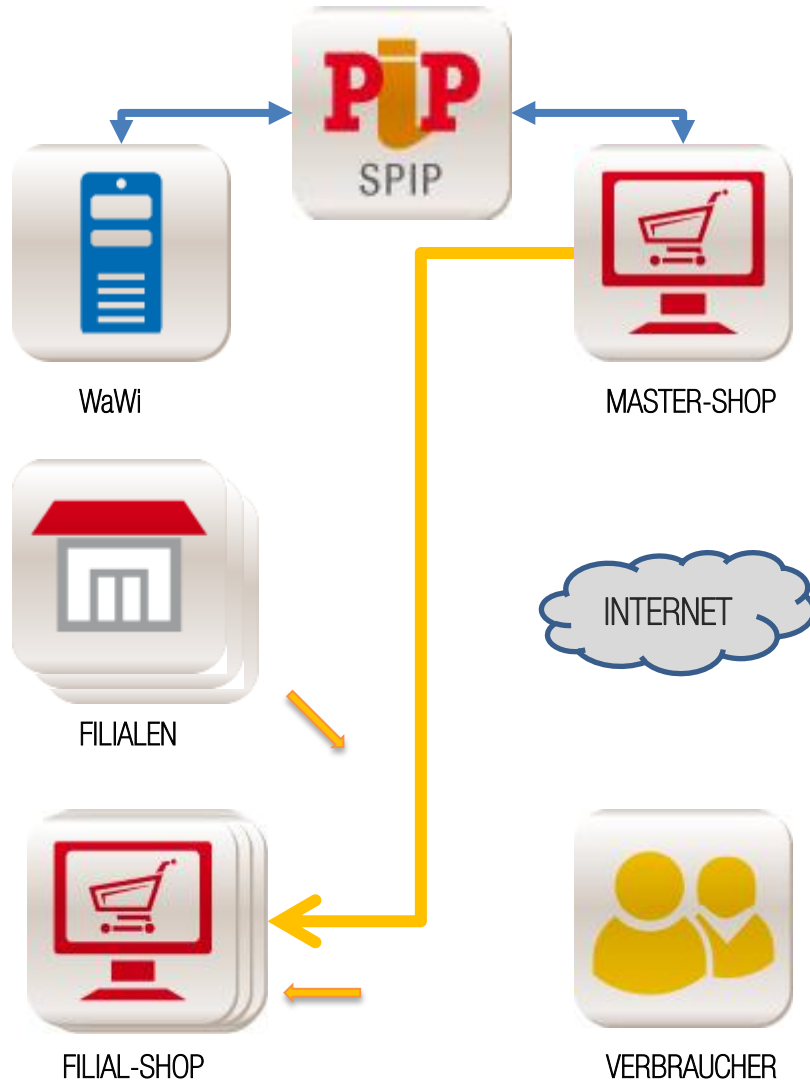 PiP
SPIP
WaWi
MASTER-SHOP
FILIALEN
INTERNET
FILIAL-SHOP
VERBRAUCHER